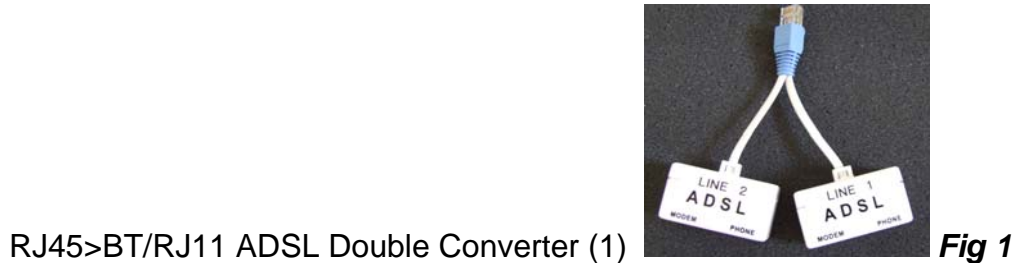 RJ45>BT/RJ11 ADSL Double Converter (1)
Fig 1
LINE 2
ADSL
MODEM
PHONE
LINE 1
ADSL
MODEM
PHONE